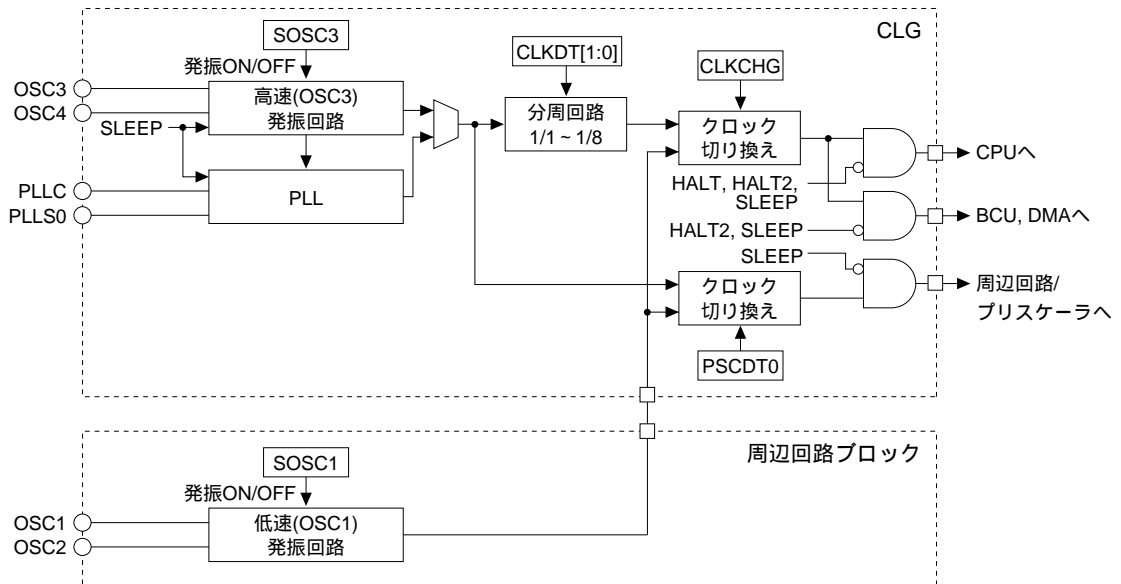 CLG
SOSC3
発振ON/OFF
CLKDT[1:0]
CLKCHG
OSC3
OSC4
SLEEP
高速(OSC3)
発振回路
分周回路
1/1 ~ 1/8
クロック
切り換え
CPUへ
PLLC
PLLS0
PLL
HALT, HALT2,
SLEEP
HALT2, SLEEP
BCU, DMAへ
SLEEP
クロック
切り換え
周辺回路/
プリスケーラへ
PSCDT0
周辺回路ブロック
SOSC1
発振ON/OFF
OSC1
OSC2
低速(OSC1)
発振回路